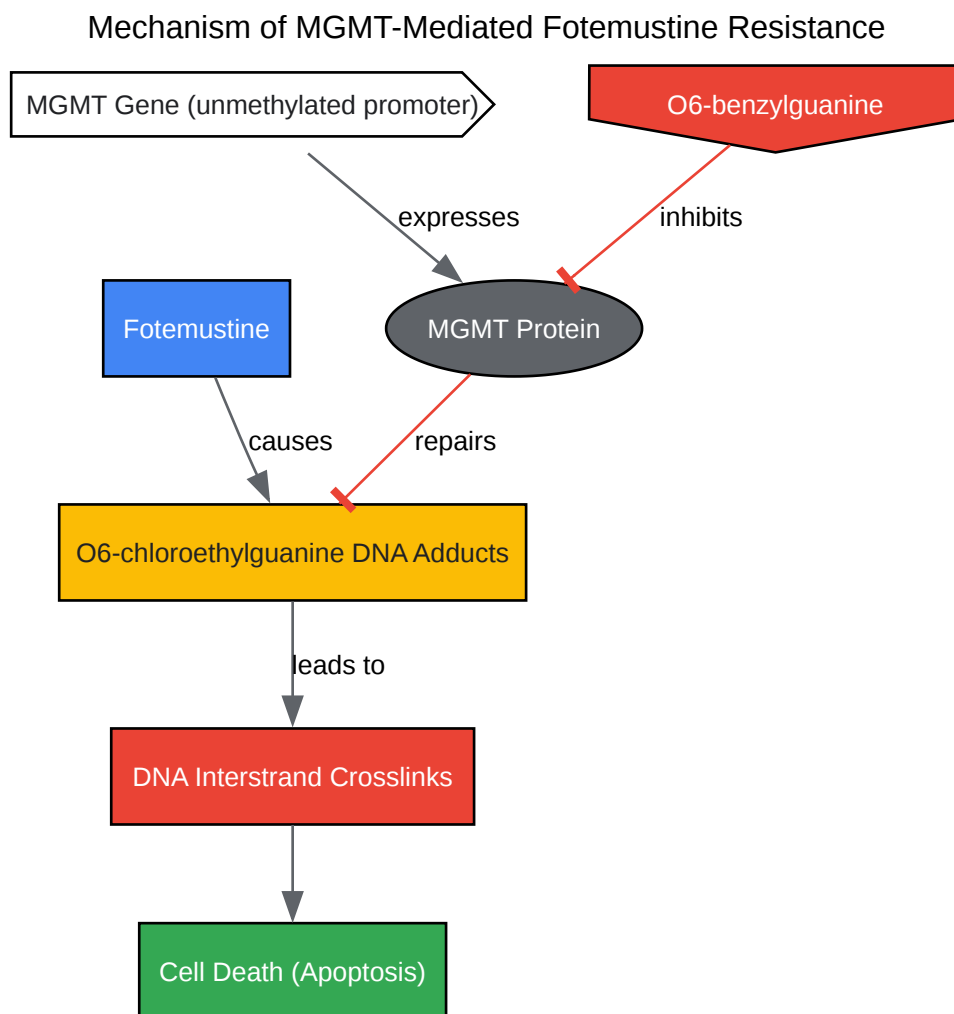 Mechanism of MGMT-Mediated Fotemustine Resistance
MGMT Gene (unmethylated promoter)
O6-benzylguanine
expresses
inhibits
Fotemustine
MGMT Protein
causes
repairs
O6-chloroethylguanine DNA Adducts
leads to
DNA Interstrand Crosslinks
Cell Death (Apoptosis)